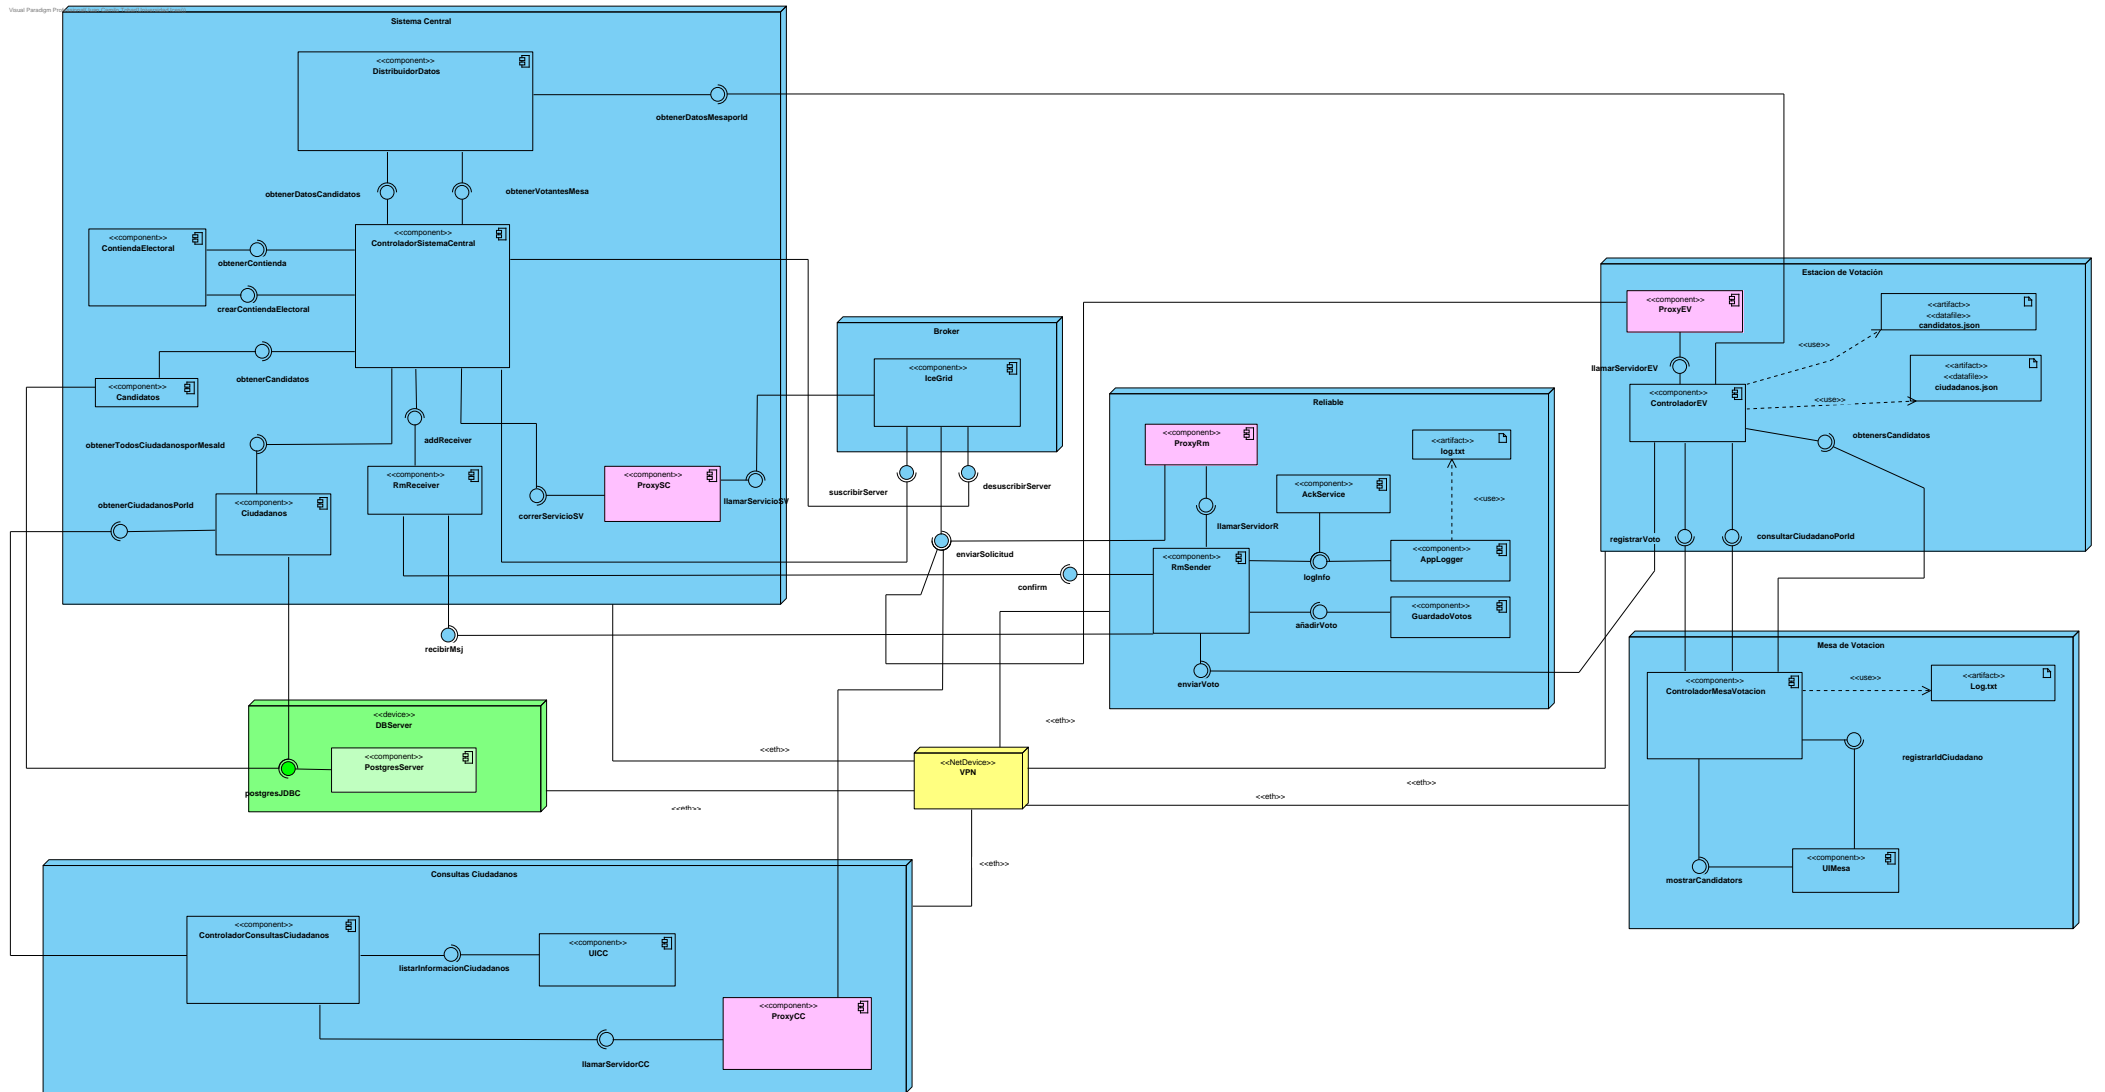 Sistema Central
<<component>>
DistribuidorDatos
obtenerDatosMesaporId
obtenerDatosCandidatos
obtenerVotantesMesa
<<component>>
ContiendaElectoral
<<component>>
ControladorSistemaCentral
obtenerContienda
crearContiendaElectoral
obtenerCandidatos
<<component>>
Candidatos
obtenerTodosCiudadanosporMesaId
addReceiver
<<component>>
RmReceiver
<<component>>
ProxySC
llamarServicioSV
correrServicioSV
obtenerCiudadanosPorId
<<component>>
Ciudadanos
recibirMsj
Broker
<<component>>
IceGrid
suscribirServer
desuscribirServer
enviarSolicitud
confirm
Reliable
<<component>>
ProxyRm
<<artifact>>
log.txt
<<component>>
AckService
<<use>>
llamarServidorR
<<component>>
RmSender
logInfo
<<component>>
AppLogger
añadirVoto
<<component>>
GuardadoVotos
enviarVoto
Estacion de Votación
<<component>>
ProxyEV
<<artifact>>
<<datafile>>
candidatos.json
<<use>>
llamarServidorEV
<<artifact>>
<<datafile>>
ciudadanos.json
<<component>>
ControladorEV
<<use>>
obtenersCandidatos
registrarVoto
consultarCiudadanoPorId
Mesa de Votacion
<<component>>
ControladorMesaVotacion
<<use>>
<<artifact>>
Log.txt
registrarIdCiudadano
<<component>>
UIMesa
mostrarCandidators
<<device>>
DBServer
<<component>>
PostgresServer
postgresJDBC
<<eth>>
<<eth>>
<<NetDevice>>
VPN
<<eth>>
<<eth>>
<<eth>>
<<eth>>
Consultas Ciudadanos
<<component>>
ControladorConsultasCiudadanos
listarInformacionCiudadanos
<<component>>
UICC
<<component>>
ProxyCC
llamarServidorCC